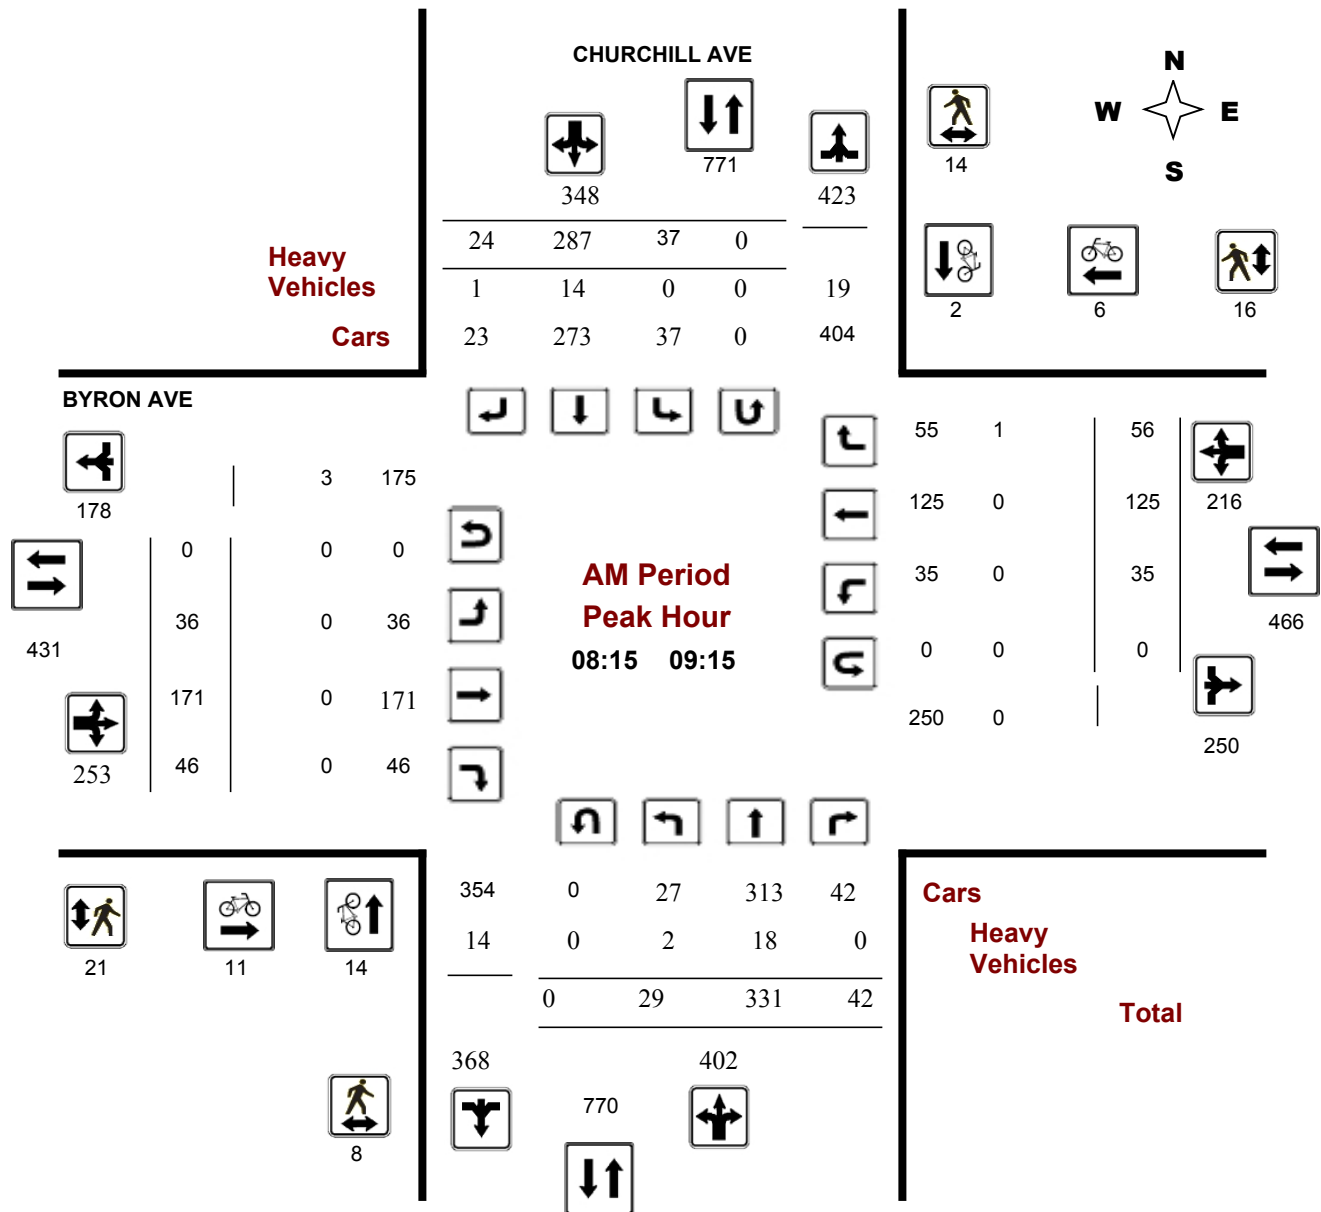 CHURCHILL AVE
N
W E
S
771
14
348 423
24 287 37 0
Heavy
Vehicles
1 14 0 0 19
2 6 16
Cars
23 273 37 0 404
BYRON AVE
55 1 56
3 175
178
125 0 125 216
0 0 0
AM Period
35 0 35
36 0 36
Peak Hour
466
431
08:15 09:15
0 0 0
171 0 171
250 0
250
253 46 0 46
354 0 27 313 42
Cars
14 0 2 18 0
Heavy
Vehicles
21 11 14
0 29 331 42
Total
368 402
770
8